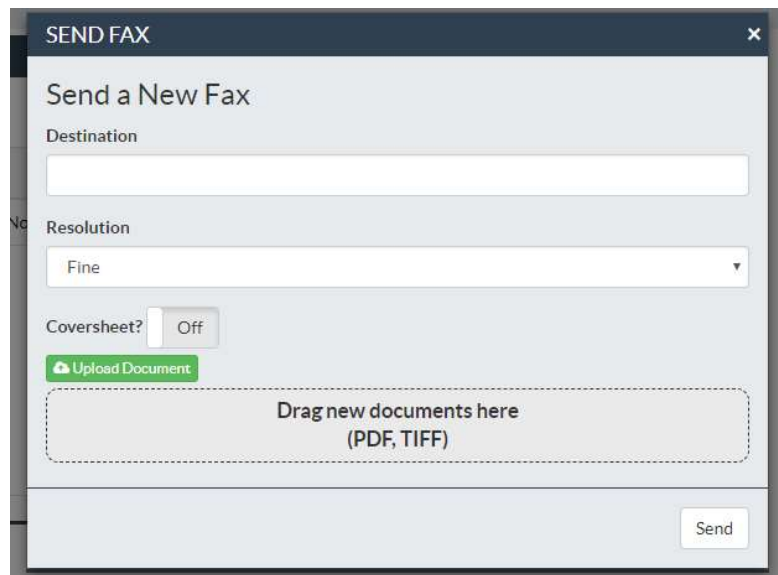 SEND FAX
×
Send a New Fax
Destination
No
Resolution
Fine
Coversheet? Off
Upload Document
Drag new documents here
(PDF, TIFF)
Send